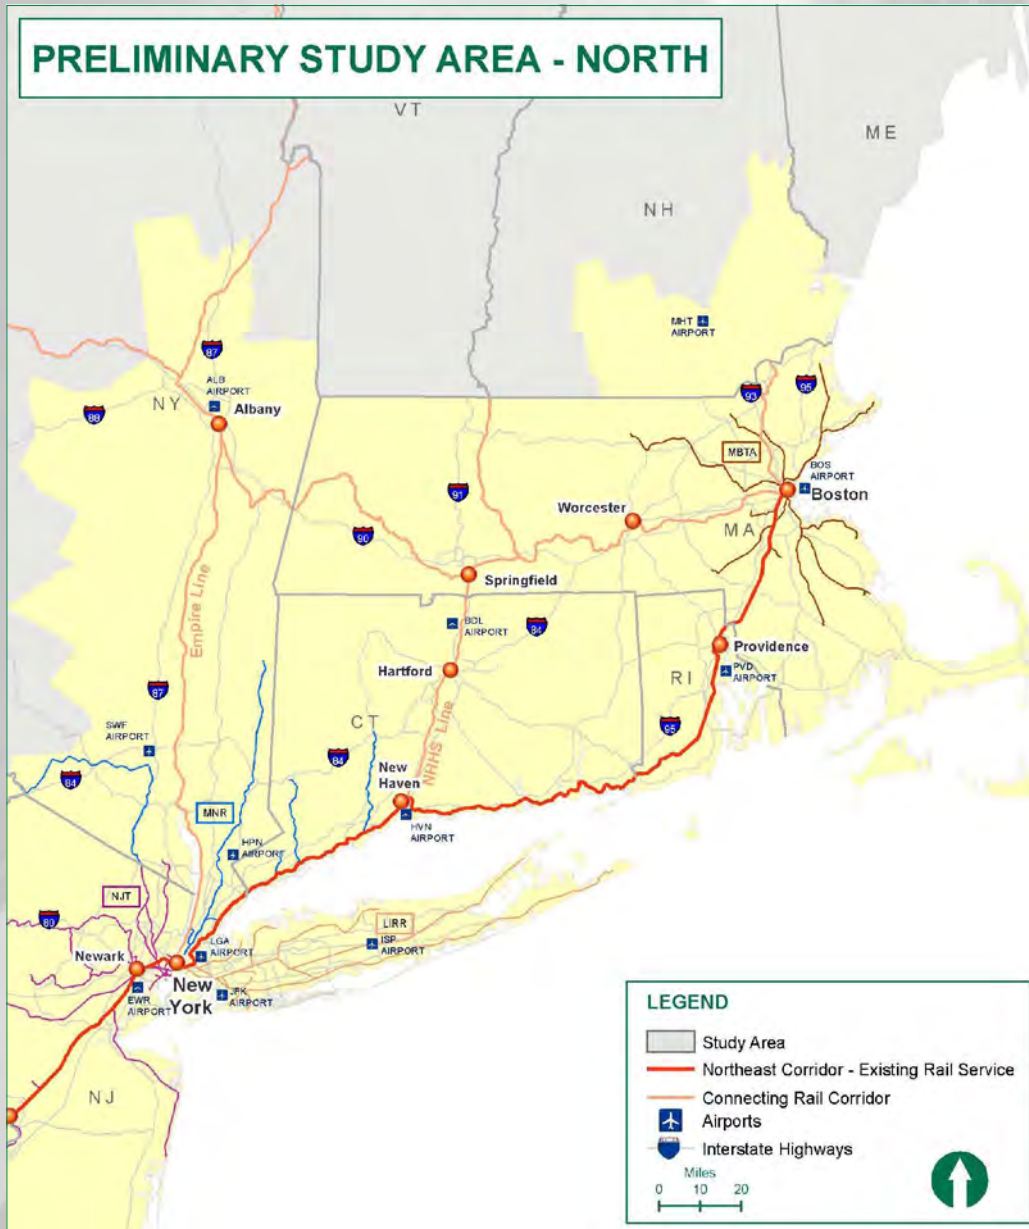 PRELIMINARY STUDY AREA - NORTH
VT
ME
NH
MHT
AIRPORT
87
ALB
AIRPORT
NY
Albany
88
93
95
MBTA
BOS
AIRPORT
Boston
91
Worcester
MA
90
Springfield
Empire Line
BDL
AIRPORT
84
Hartford
Providence
PVD
AIRPORT
RI
87
SWF
AIRPORT
CT
NHHS Line
95
84
84
New
Haven
HVN
AIRPORT
MNR
HPN
AIRPORT
NJT
80
LIRR
ISP
AIRPORT
LGA
AIRPORT
Newark
New
York
JFK
AIRPORT
EWR
AIRPORT
NJ
LEGEND
Study Area
Northeast Corridor - Existing Rail Service
Connecting Rail Corridor
Airports
Interstate Highways
Miles
0 10 20